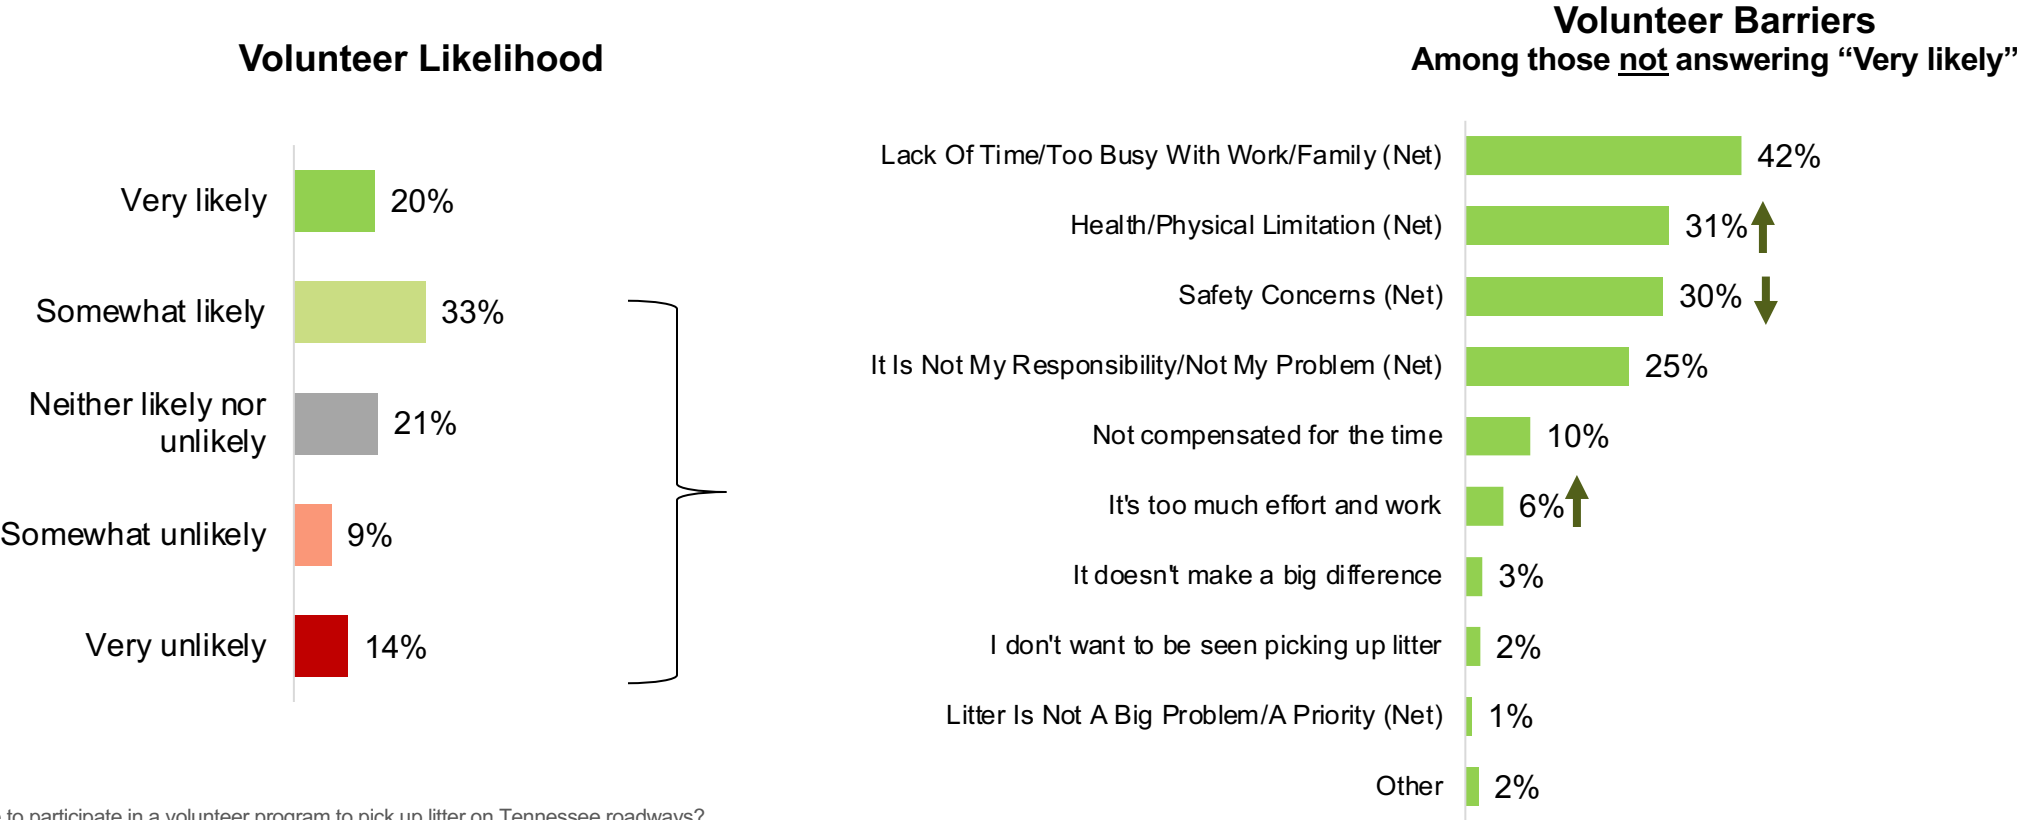 Volunteer Likelihood
Very likely
20%
Somewhat likely
33%
Neither likely nor
unlikely
21%
Somewhat unlikely
9%
Very unlikely
14%
Volunteer Barriers
Among those not answering “Very likely”
Lack Of Time/Too Busy With Work/Family (Net)
42%
Health/Physical Limitation (Net)
31%
Safety Concerns (Net)
30%
It Is Not My Responsibility/Not My Problem (Net)
25%
Not compensated for the time
10%
It's too much effort and work
6%
It doesn't make a big difference
3%
I don't want to be seen picking up litter
2%
Litter Is Not A Big Problem/A Priority (Net)
1%
Other
2%
to participate in a volunteer program to pick up litter on Tennessee roadways?